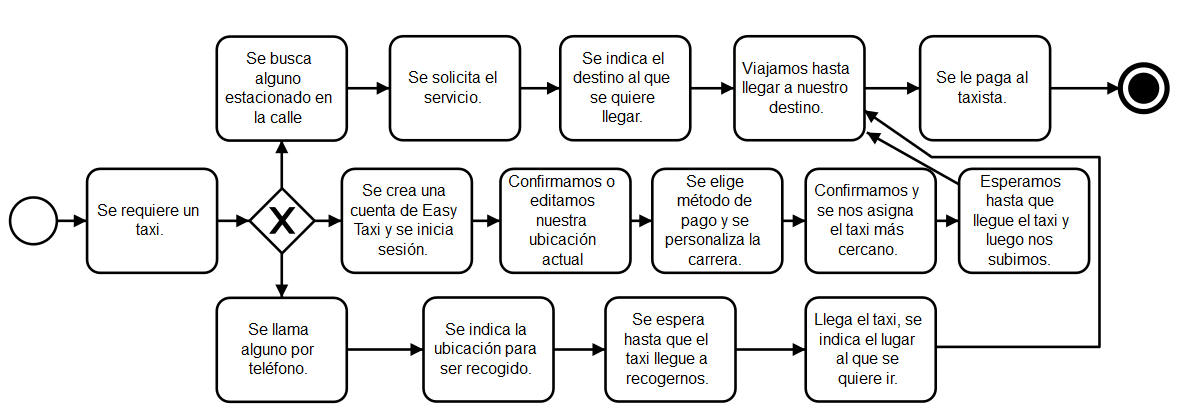 Se busca
alguno
estacionado en
la calle
Se solicita el
servicio.
Se indica el
destino al que
se quiere
llegar.
Viajamos hasta
llegar a nuestro
destino.
Se le paga al
taxista.
Se requiere un
taxi.
X
Se crea una
cuenta de Easy
Taxi y se inicia
sesión.
Confirmamos o
editamos
nuestra
ubicación
actual
Se elige
método de
pago y se
personaliza la
carrera.
Confirmamos y
se nos asigna
el taxi más
cercano.
Esperamos
hasta que
llegue el taxi y
luego nos
subimos.
Se llama
alguno por
teléfono.
Se indica la
ubicación para
ser recogido.
Se espera
hasta que el
taxi llegue a
recogernos.
Llega el taxi, se
indica el lugar
al que se
quiere ir.